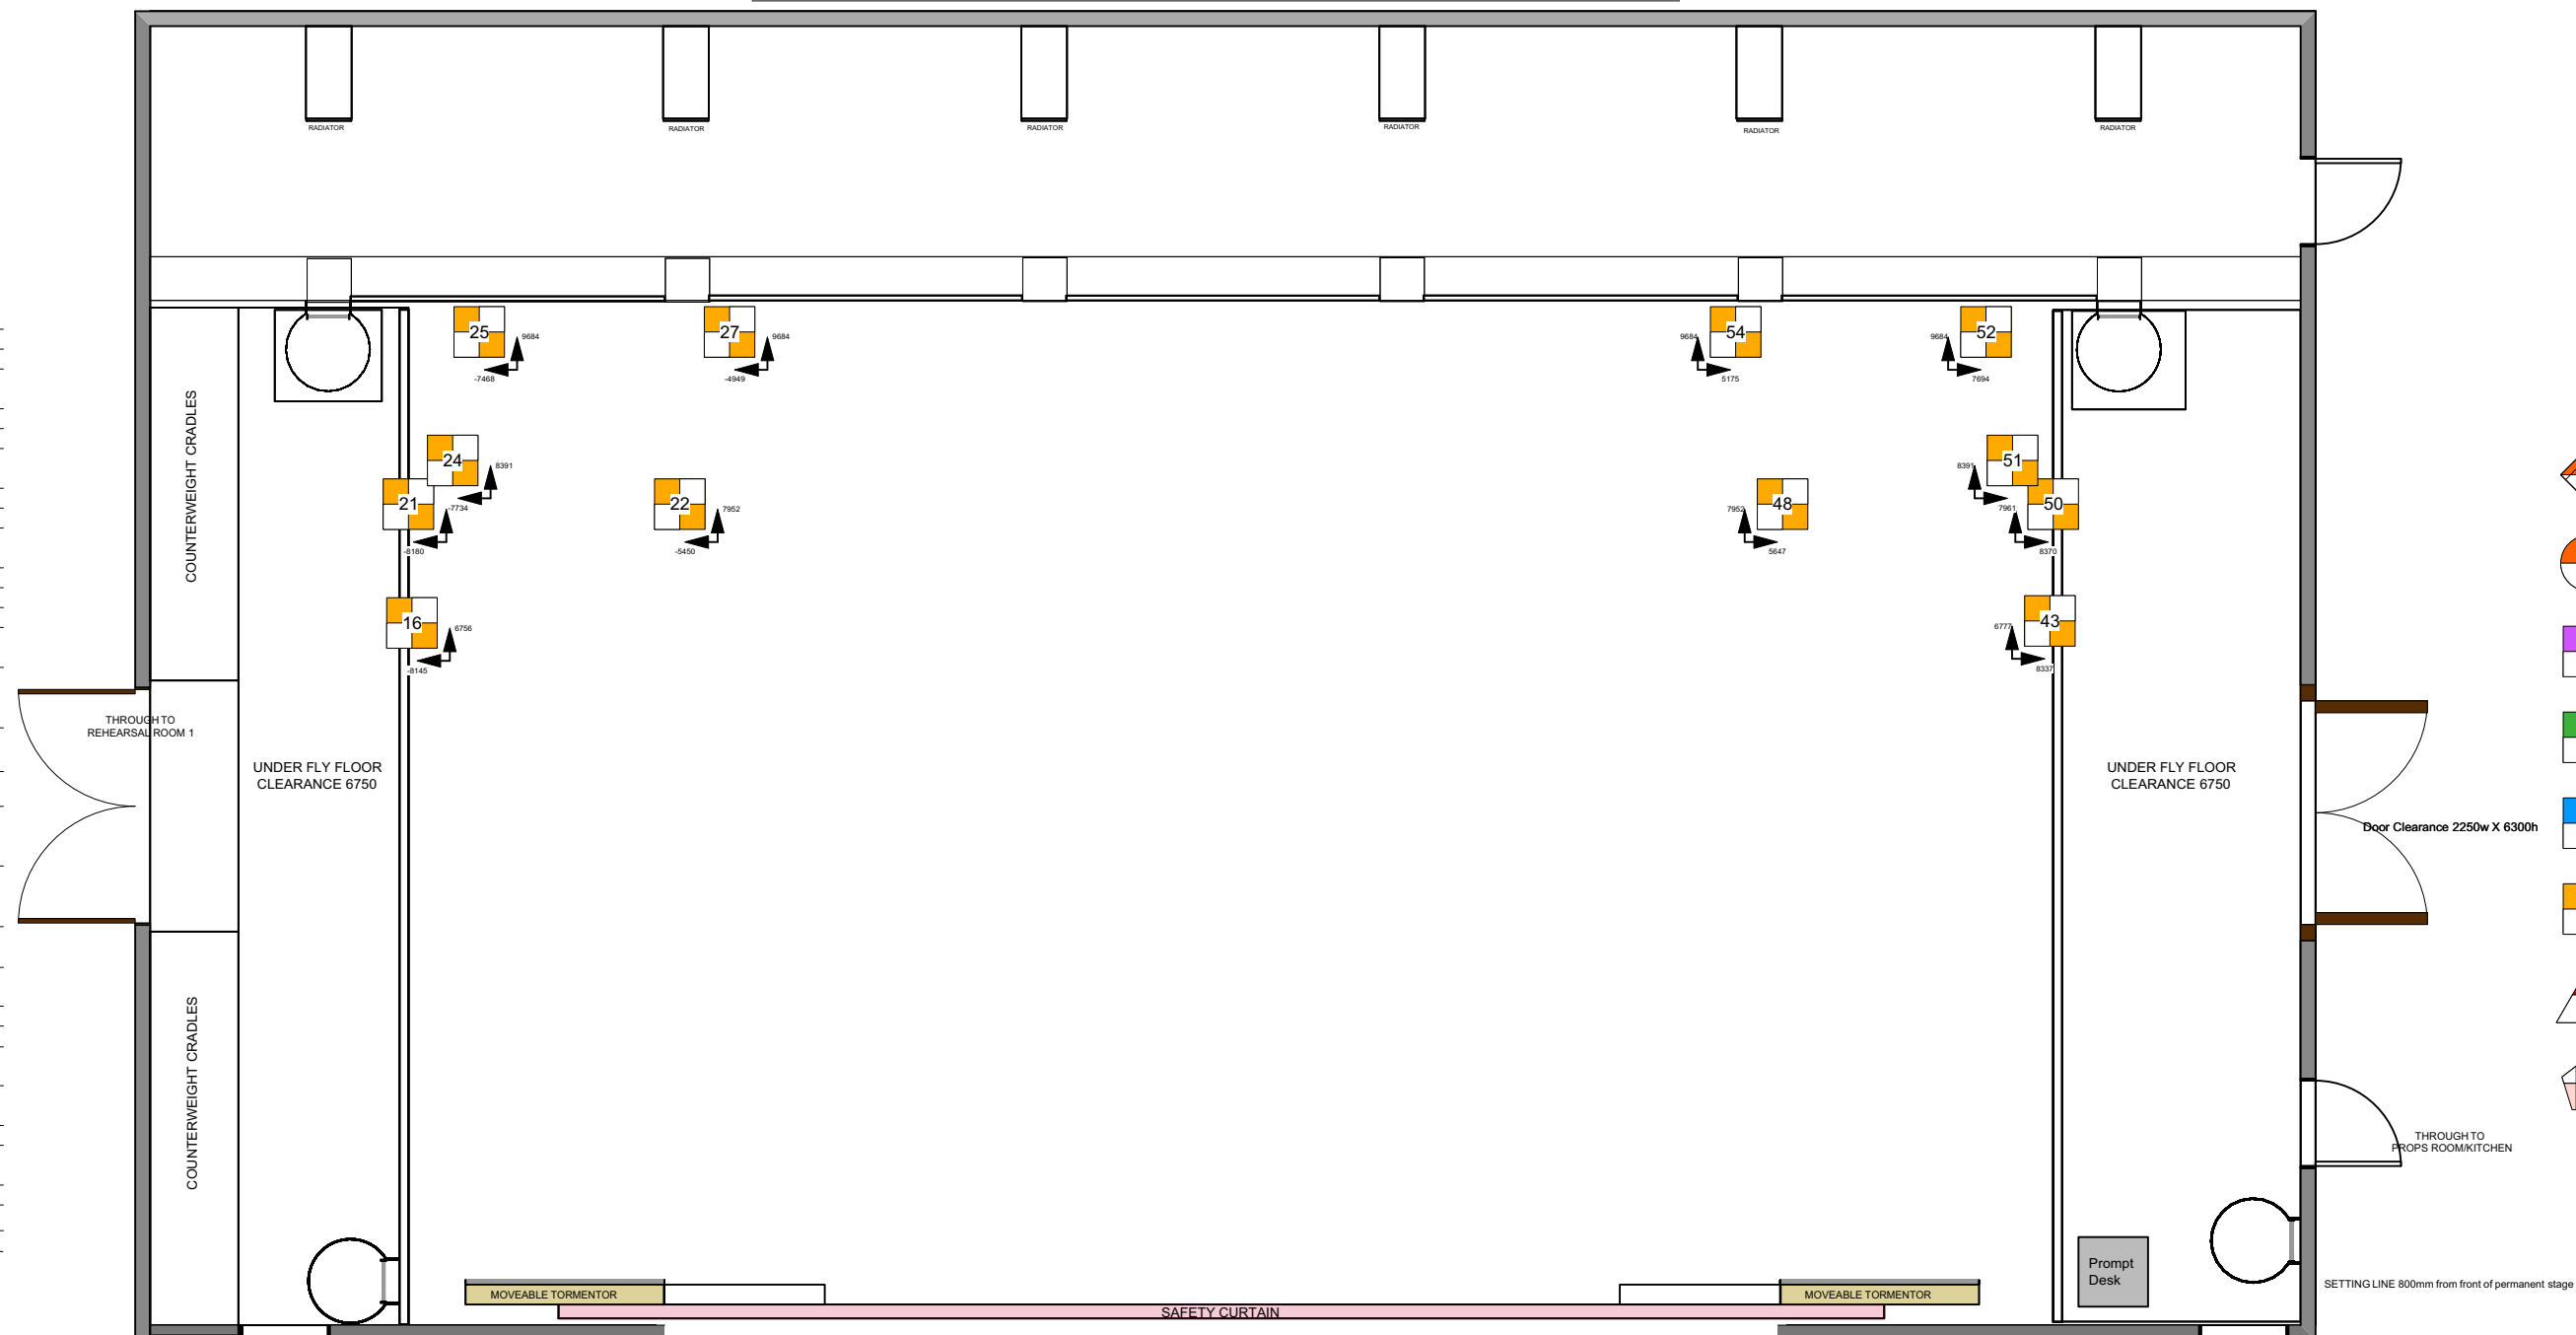 RADIATOR
RADIATOR
RADIATOR
RADIATOR
RADIATOR
RADIATOR
25
9684
-7468
27
9684
-4949
54
9684
5175
52
9684
7694
COUNTERWEIGHT CRADLES
24
8391
-7734
21
-8180
22
7952
-5450
48
7952
5647
51
8391
7961
50
8370
16
6756
-8145
43
6777
8337
THROUGH TO
REHEARSAL ROOM 1
UNDER FLY FLOOR
CLEARANCE 6750
UNDER FLY FLOOR
CLEARANCE 6750
Door Clearance 2250w X 6300h
COUNTERWEIGHT CRADLES
THROUGH TO
PROPS ROOM/KITCHEN
Prompt
Desk
SETTING LINE 800mm from front of permanent stage
MOVEABLE TORMENTOR
MOVEABLE TORMENTOR
SAFETY CURTAIN